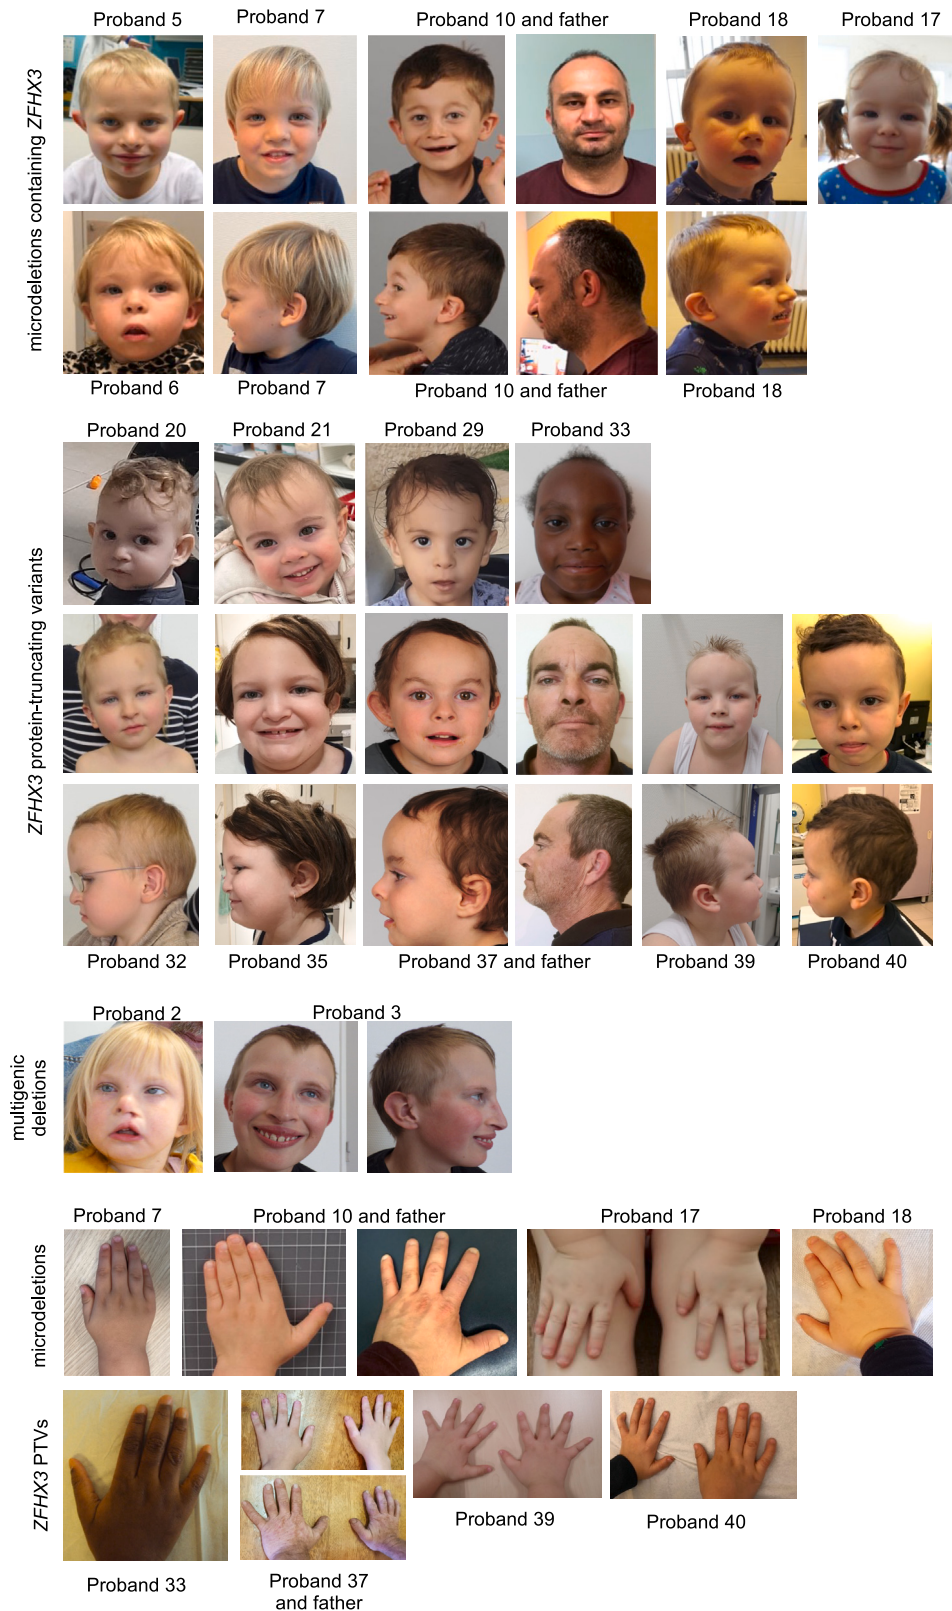 Proband 5
Proband 7
Proband 10 and father
Proband 18
Proband 17
microdeletions containing ZFHX3
Proband 6
Proband 7
Proband 10 and father
Proband 18
Proband 20
Proband 21
Proband 29
Proband 33
ZFHX3 protein-truncating variants
Proband 32
Proband 35
Proband 37 and father
Proband 39
Proband 40
Proband 2
Proband 3
multigenic
deletions
Proband 7
Proband 10 and father
Proband 17
Proband 18
microdeletions
ZFHX3 PTVs
Proband 39
Proband 40
Proband 33
Proband 37
and father